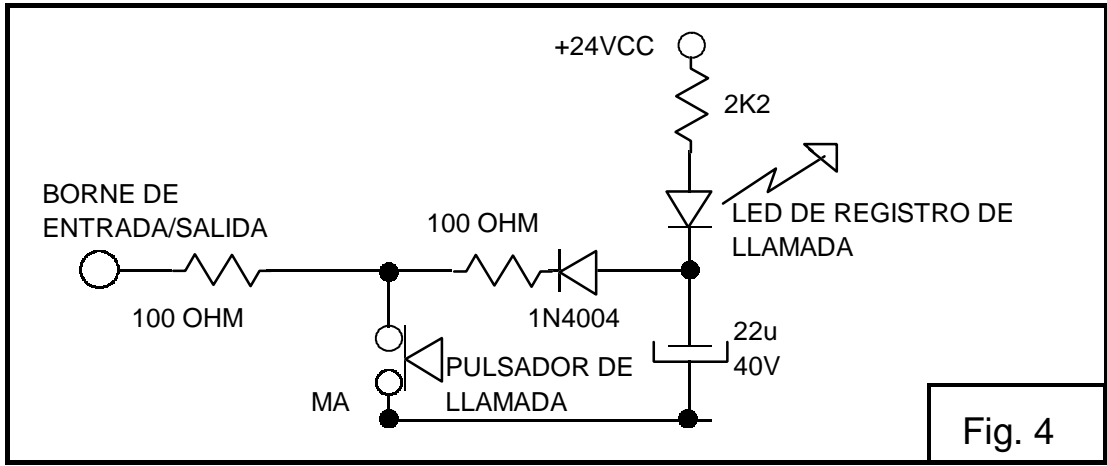 +24VCC
2K2
BORNE DE
ENTRADA/SALIDA
100 OHM
LED DE REGISTRO DE
LLAMADA
100 OHM
1N4004
22u
40V
PULSADOR DE
LLAMADA
MA
Fig. 4